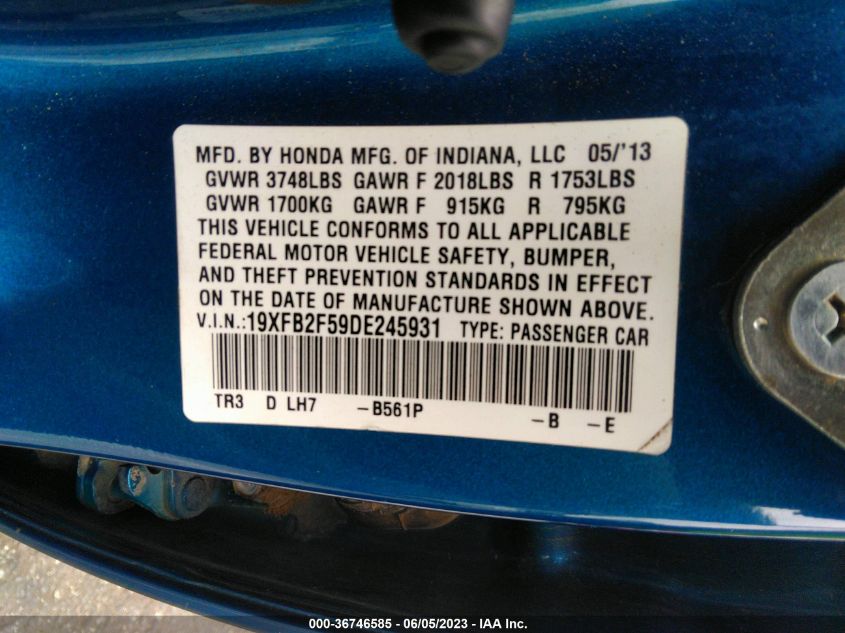 MFD. BY HONDA MFG. OF INDIANA, LLC 05/'13
GVWR 3748LBS GAWR F 2018LBS R 1753LBS
GVWR 1700KG GAWR F 915KG R 795KG
THIS VEHICLE CONFORMS TO ALL APPLICABLE
FEDERAL MOTOR VEHICLE SAFETY, BUMPER,
AND THEFT PREVENTION STANDARDS IN EFFECT
ON THE DATE OF MANUFACTURE SHOWN ABOVE.
V.I.N.:19XFB2F59DE245931 TYPE: PASSENGER CAR
TR3 D LH7 -B561P -B -E
000-36746585 - 06/05/2023 - IAA Inc.